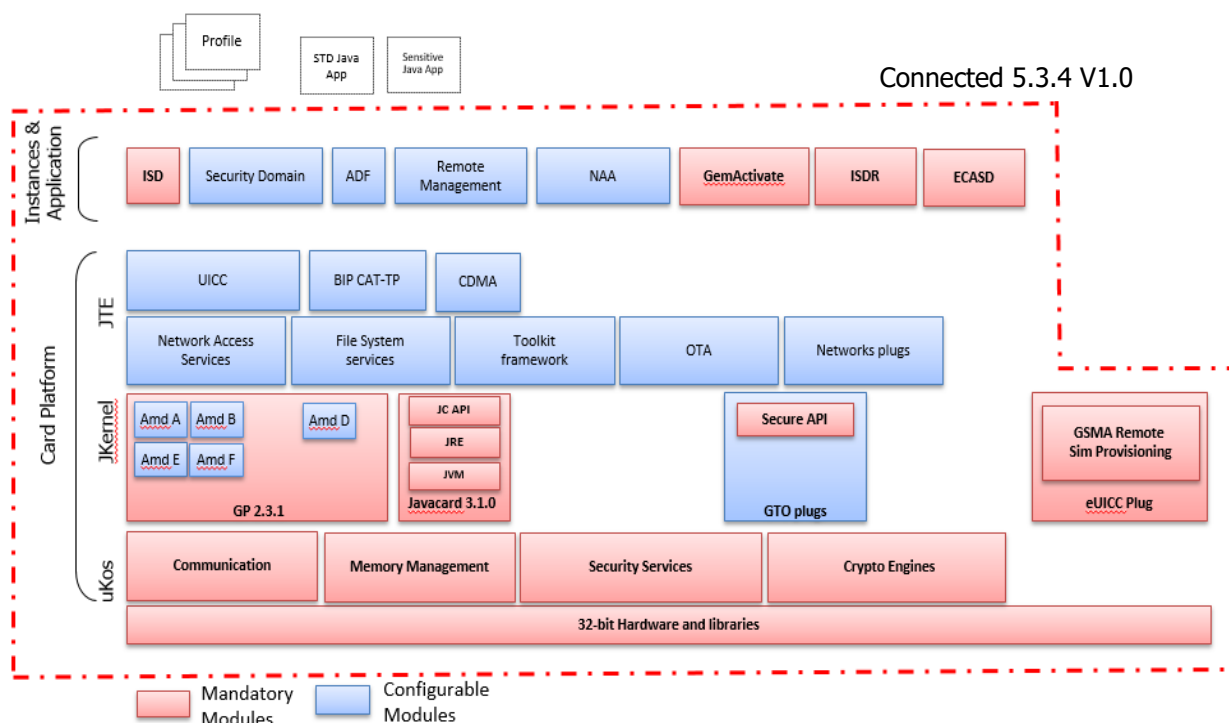 Profile
STD Java
App
Sensitive
Java App
Connected 5.3.4 V1.0
Instances &
Application
ISD
Security Domain
ADF
Remote
Management
NAA
GemActivate
ISDR
ECASD
Card Platform
JTE
UICC
BIP CAT-TP
CDMA
Network Access
Services
File System
services
Toolkit
framework
OTA
Networks plugs
JKernel
Amd A
Amd B
Amd D
Amd E
Amd F
GP 2.3.1
JC API
JRE
JVM
Javacard 3.1.0
Secure API
GTO plugs
GSMA Remote
Sim Provisioning
eUICC Plug
uKos
Communication
Memory Management
Security Services
Crypto Engines
32-bit Hardware and libraries
Mandatory
Modules
Configurable
Modules